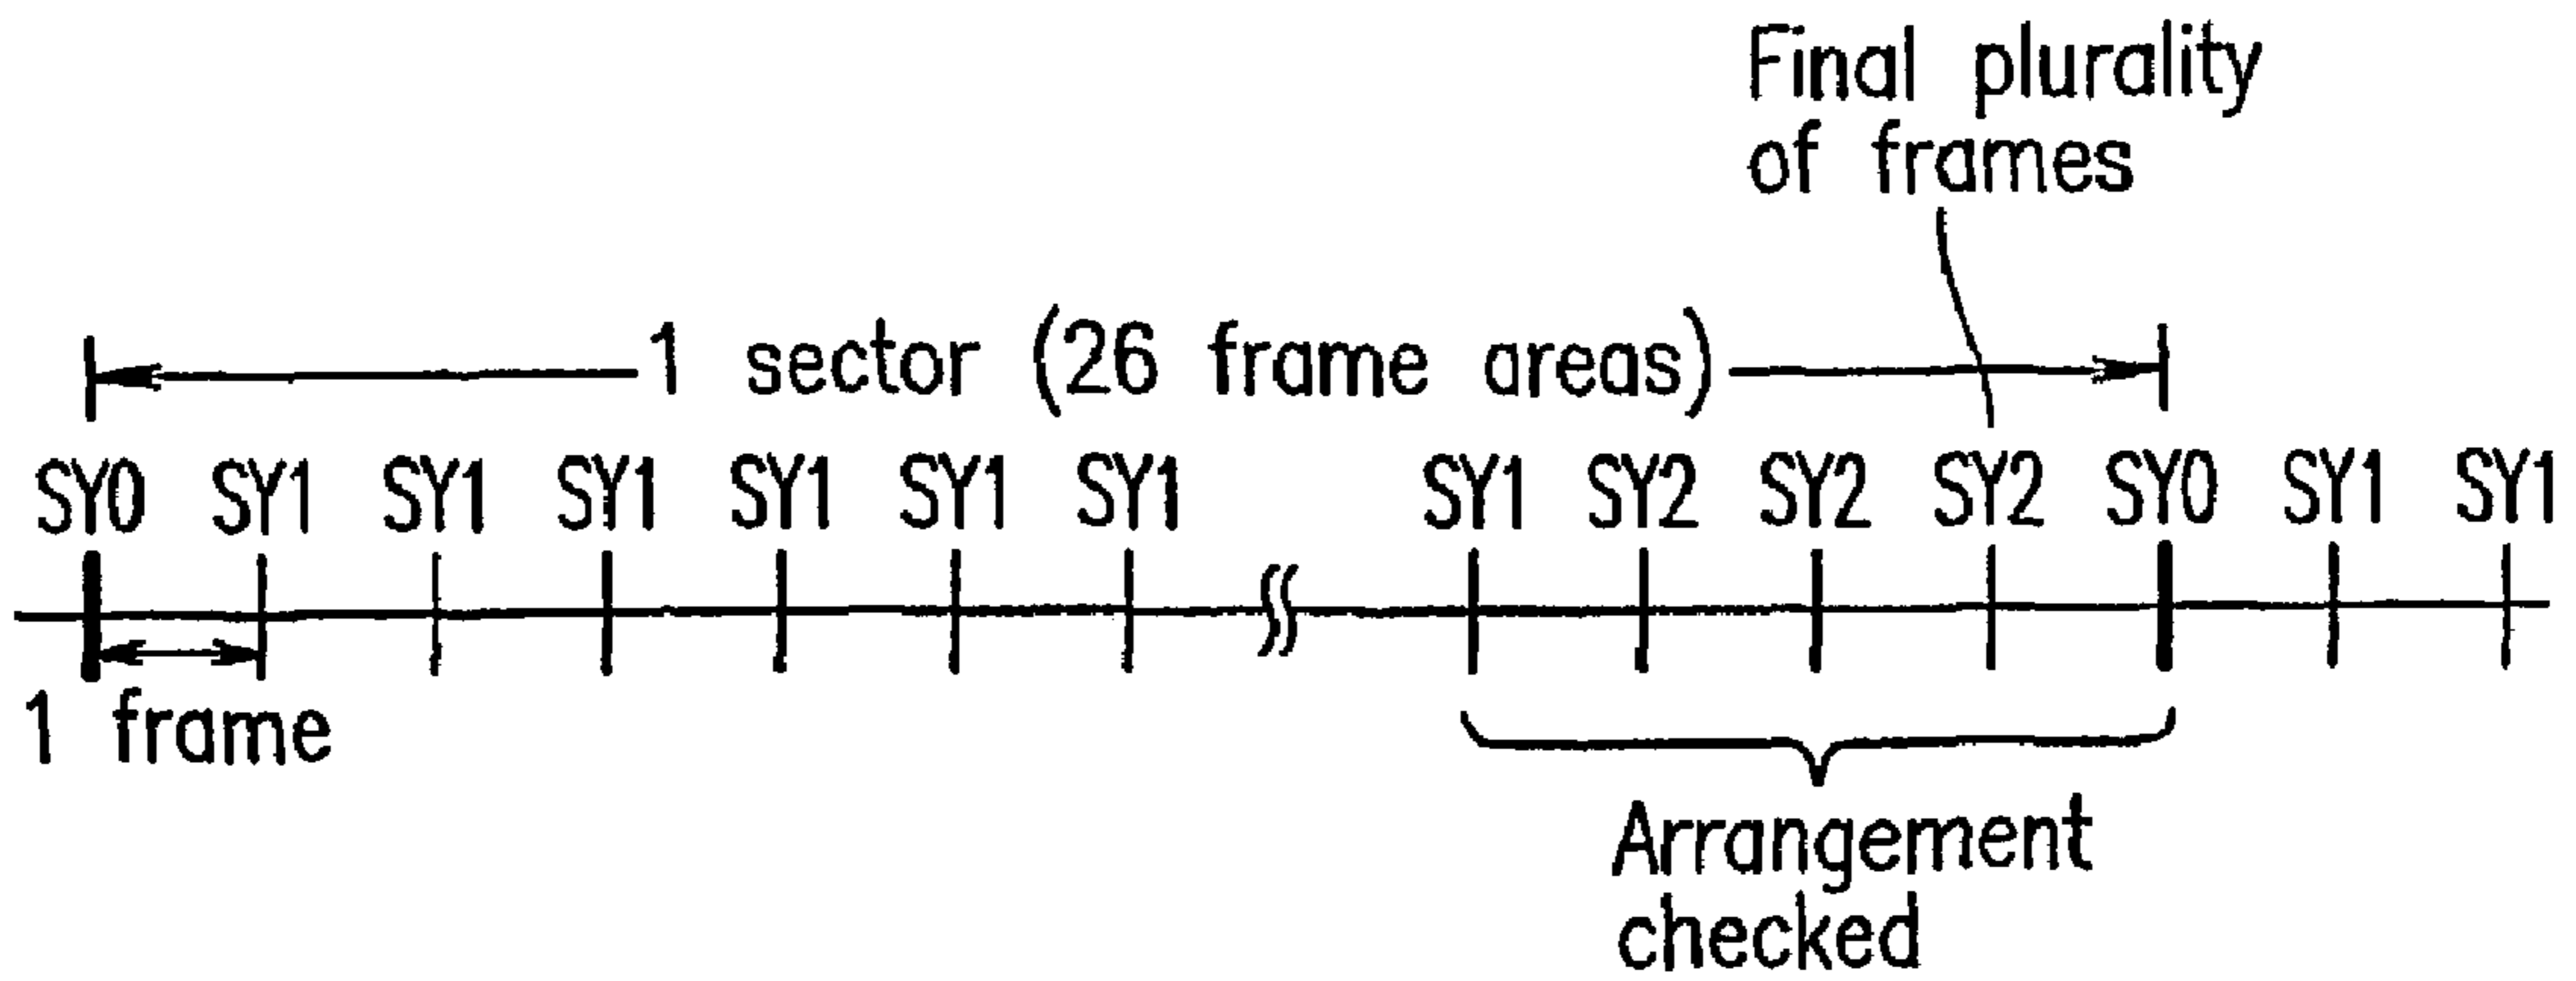 Final plurality
of frames
1 sector (26 frame areas)
SY0 SY1 SY1 SY1 SY1 SY1 SY1 SY1 SY2 SY2 SY2 SY0 SY1 SY1
1 frame
Arrangement
checked